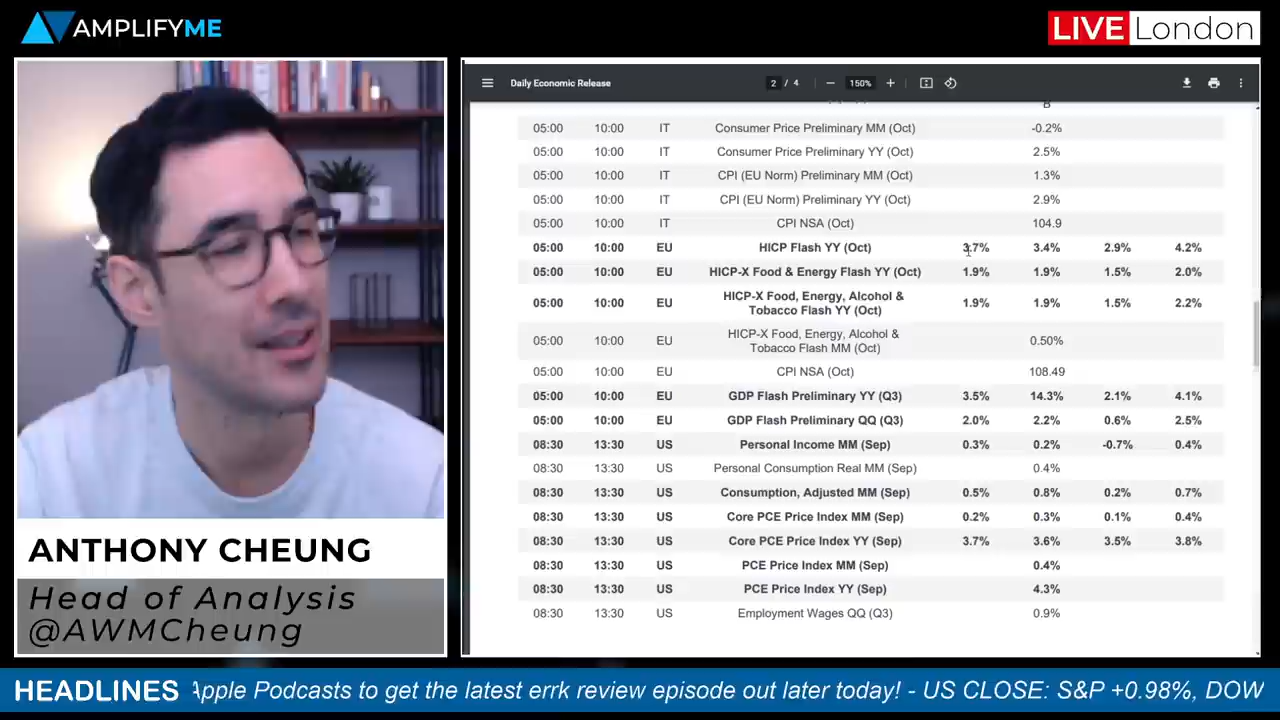 AMPLIFYME
LIVE London
Daily Economic Release
2 / 4
150%
05:00 10:00 IT Consumer Price Preliminary MM (Oct) -0.2%
05:00 10:00 IT Consumer Price Preliminary YY (Oct) 2.5%
05:00 10:00 IT CPI (EU Norm) Preliminary MM (Oct) 1.3%
05:00 10:00 IT CPI (EU Norm) Preliminary YY (Oct) 2.9%
05:00 10:00 IT CPI NSA (Oct) 104.9
05:00 10:00 EU HICP Flash YY (Oct) 3.7% 3.4% 2.9% 4.2%
05:00 10:00 EU HICP-X Food & Energy Flash YY (Oct) 1.9% 1.9% 1.5% 2.0%
05:00 10:00 EU HICP-X Food, Energy, Alcohol & 1.9% 1.9% 1.5% 2.2%
Tobacco Flash YY (Oct)
05:00 10:00 EU HICP-X Food, Energy, Alcohol & 0.50%
Tobacco Flash MM (Oct)
05:00 10:00 EU CPI NSA (Oct) 108.49
05:00 10:00 EU GDP Flash Preliminary YY (Q3) 3.5% 14.3% 2.1% 4.1%
05:00 10:00 EU GDP Flash Preliminary QQ (Q3) 2.0% 2.2% 0.6% 2.5%
08:30 13:30 US Personal Income MM (Sep) 0.3% 0.2% -0.7% 0.4%
08:30 13:30 US Personal Consumption Real MM (Sep) 0.4%
08:30 13:30 US Consumption, Adjusted MM (Sep) 0.5% 0.8% 0.2% 0.7%
08:30 13:30 US Core PCE Price Index MM (Sep) 0.2% 0.3% 0.1% 0.4%
08:30 13:30 US Core PCE Price Index YY (Sep) 3.7% 3.6% 3.5% 3.8%
08:30 13:30 US PCE Price Index MM (Sep) 0.4%
08:30 13:30 US PCE Price Index YY (Sep) 4.3%
08:30 13:30 US Employment Wages QQ (Q3) 0.9%
ANTHONY CHEUNG
Head of Analysis
@AWMCheung
HEADLINES Apple Podcasts to get the latest errk review episode out later today! - US CLOSE: S&P +0.98%, DOW